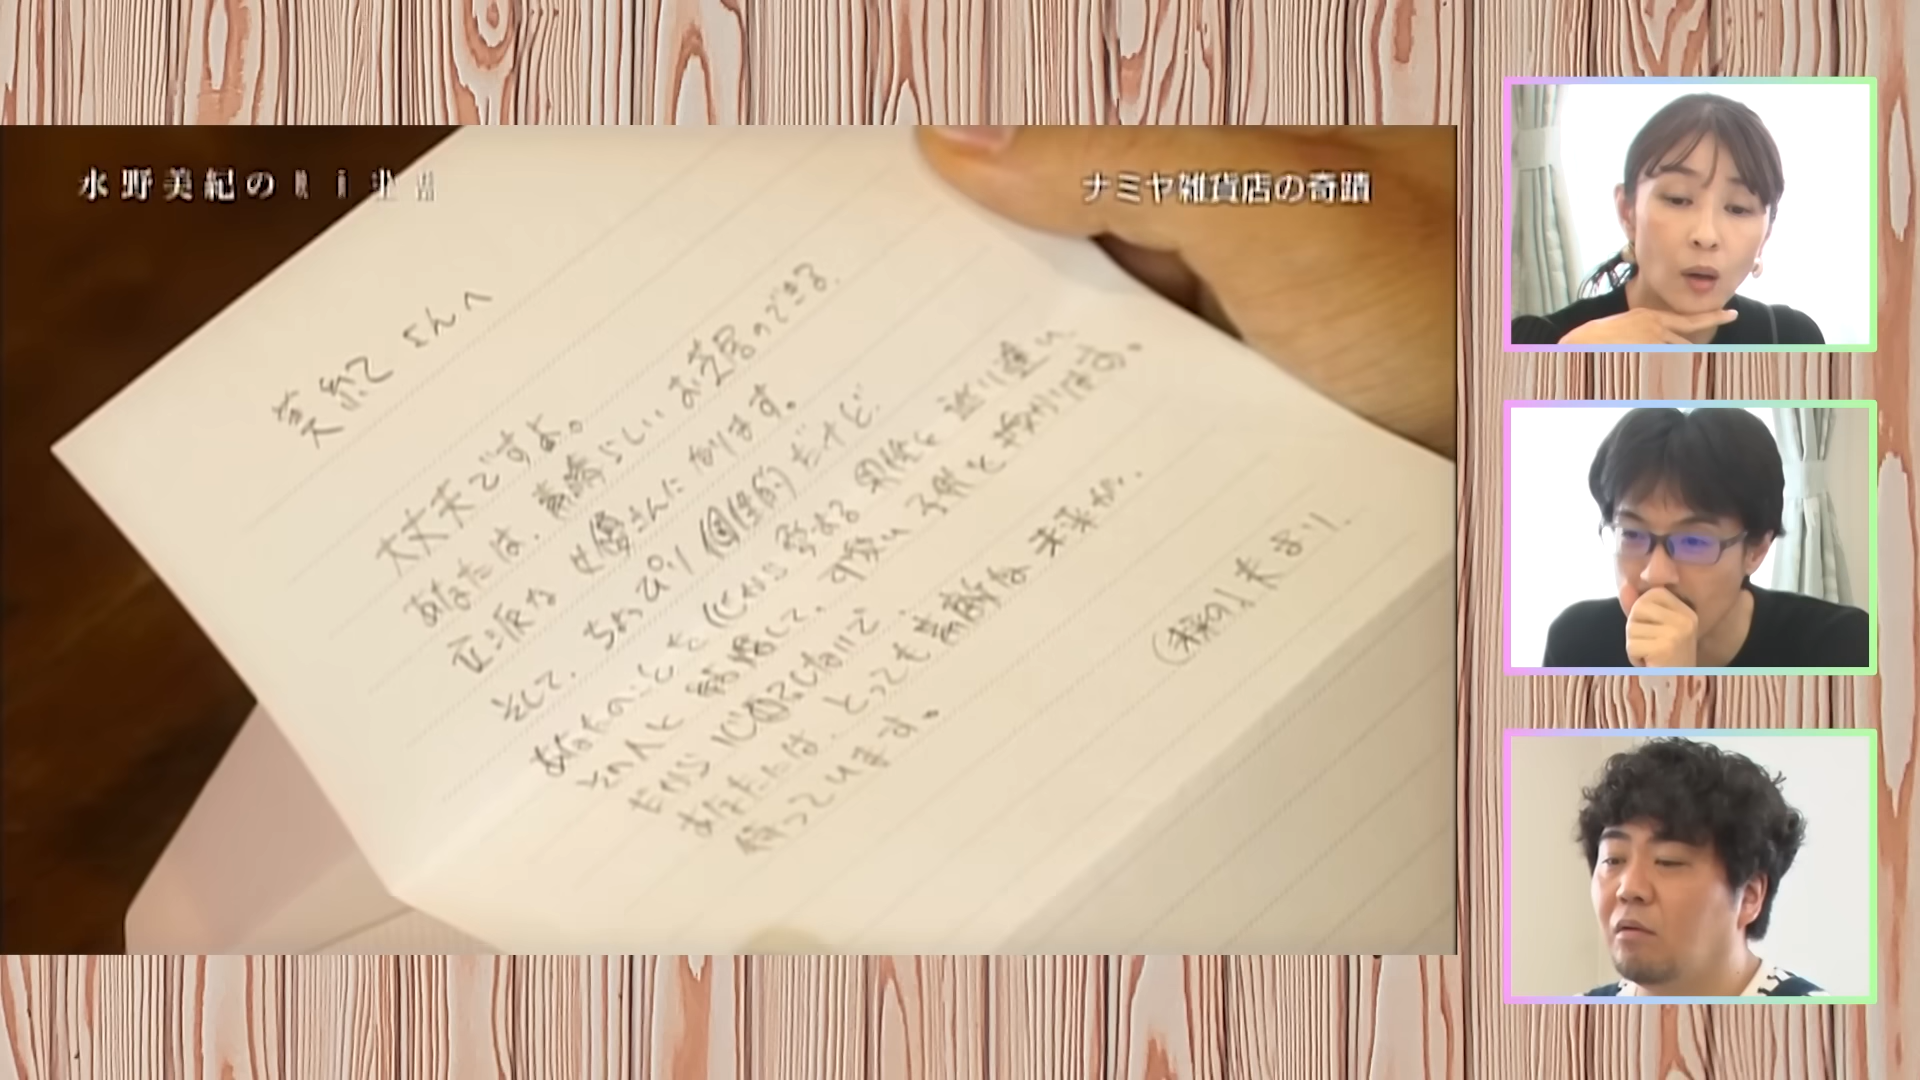 水野美紀の
ナミヤ雑貨店の奇蹟
美紀さんへ
大丈夫ですよ。
あなたは、素晴らしいお芝居のできる
立派な女優さんになります。
そして、ちょっぴり個性的だけど
あなたのことを心から愛する男性に巡り逢い
その人と結婚して、可愛い子供を授かります。
だから心配しないで
あなたには、とっても素敵な未来が、
待っています。
未来より